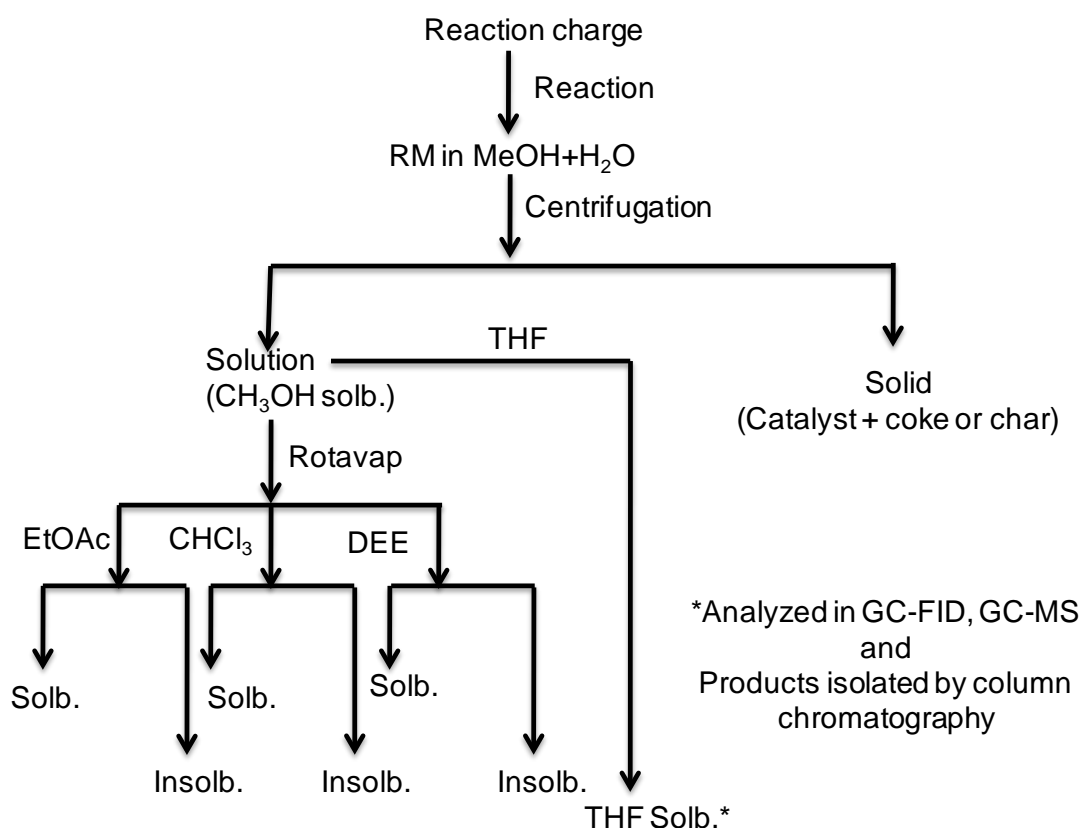 Reaction charge
Reaction
RM in MeOH+H₂O
Centrifugation
THF
Solution
(CH₃OH solb.)
Solid
(Catalyst + coke or char)
Rotavap
EtOAc
CHCl₃
DEE
*Analyzed in GC-FID, GC-MS
and
Products isolated by column
chromatography
Solb.
Solb.
Solb.
Insolb.
Insolb.
Insolb.
THF Solb.*